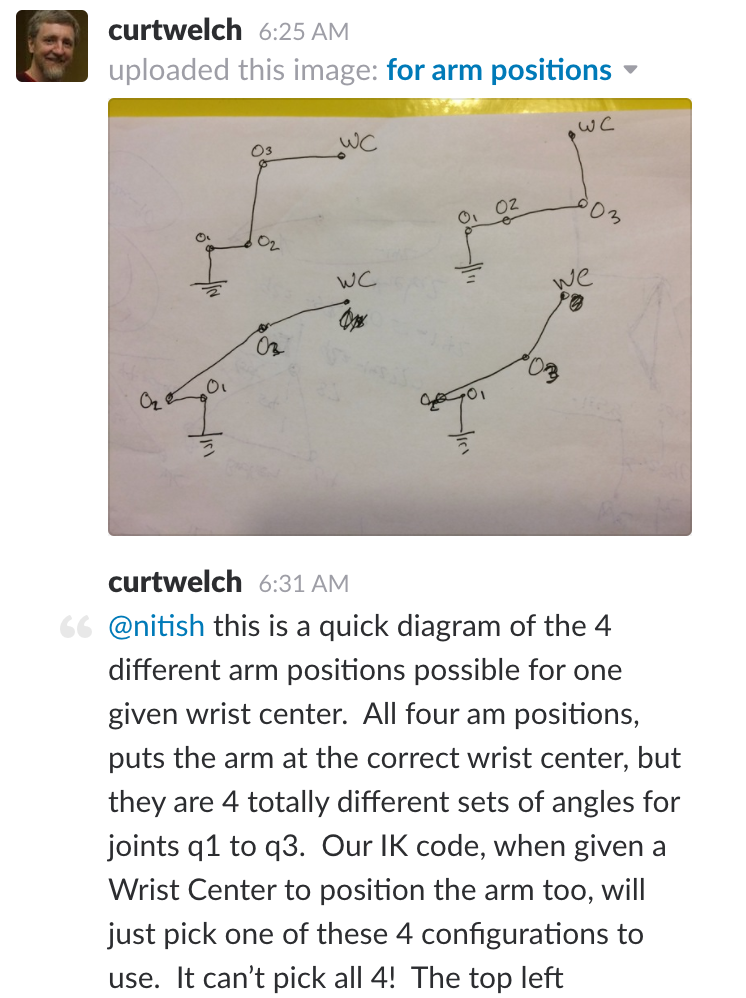 curtwelch 6:25 AM
uploaded this image: for arm positions
O3 WC
O1 O2
WC
O1 O2 O3
WC
O3
O2 O1
WC
O3
O2 O1
curtwelch 6:31 AM
“ @nitish this is a quick diagram of the 4
different arm positions possible for one
given wrist center. All four am positions,
puts the arm at the correct wrist center, but
they are 4 totally different sets of angles for
joints q1 to q3. Our IK code, when given a
Wrist Center to position the arm too, will
just pick one of these 4 configurations to
use. It can’t pick all 4! The top left